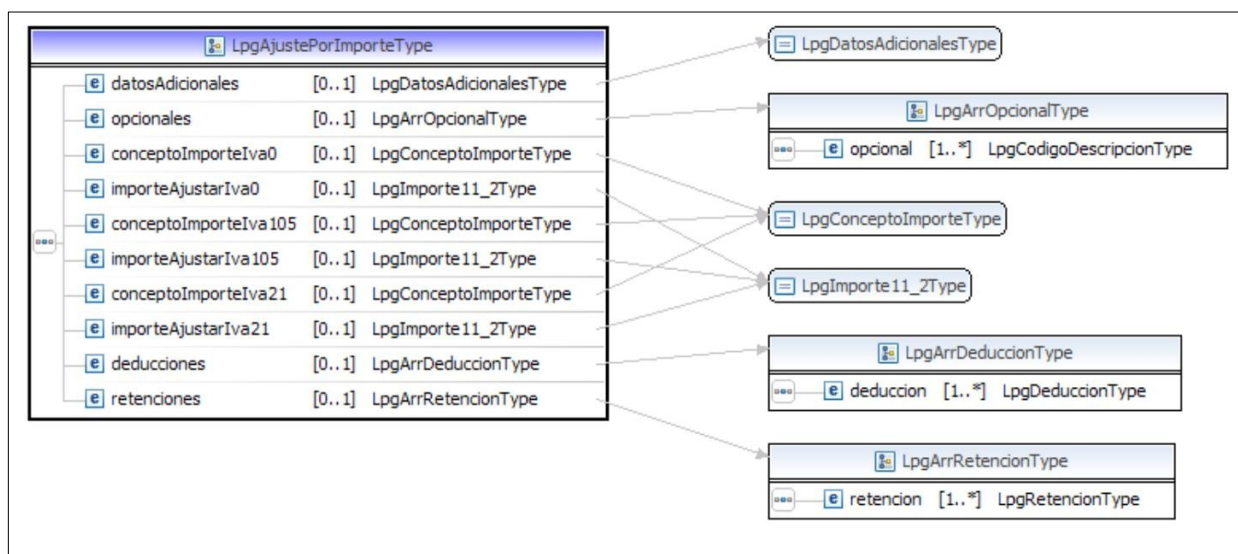 LpgAjustePorImporteType
e datosAdicionales [0..1] LpgDatosAdicionalesType
e opcionales [0..1] LpgArrOpcionalType
e conceptoImporteIva0 [0..1] LpgConceptoImporteType
e importeAjustarIva0 [0..1] LpgImporte11_2Type
e conceptoImporteIva105 [0..1] LpgConceptoImporteType
e importeAjustarIva105 [0..1] LpgImporte11_2Type
e conceptoImporteIva21 [0..1] LpgConceptoImporteType
e importeAjustarIva21 [0..1] LpgImporte11_2Type
e deducciones [0..1] LpgArrDeduccionType
e retenciones [0..1] LpgArrRetencionType
LpgDatosAdicionalesType
LpgArrOpcionalType
e opcional [1..*] LpgCodigoDescripcionType
LpgConceptoImporteType
LpgImporte11_2Type
LpgArrDeduccionType
e deduccion [1..*] LpgDeduccionType
LpgArrRetencionType
e retencion [1..*] LpgRetencionType